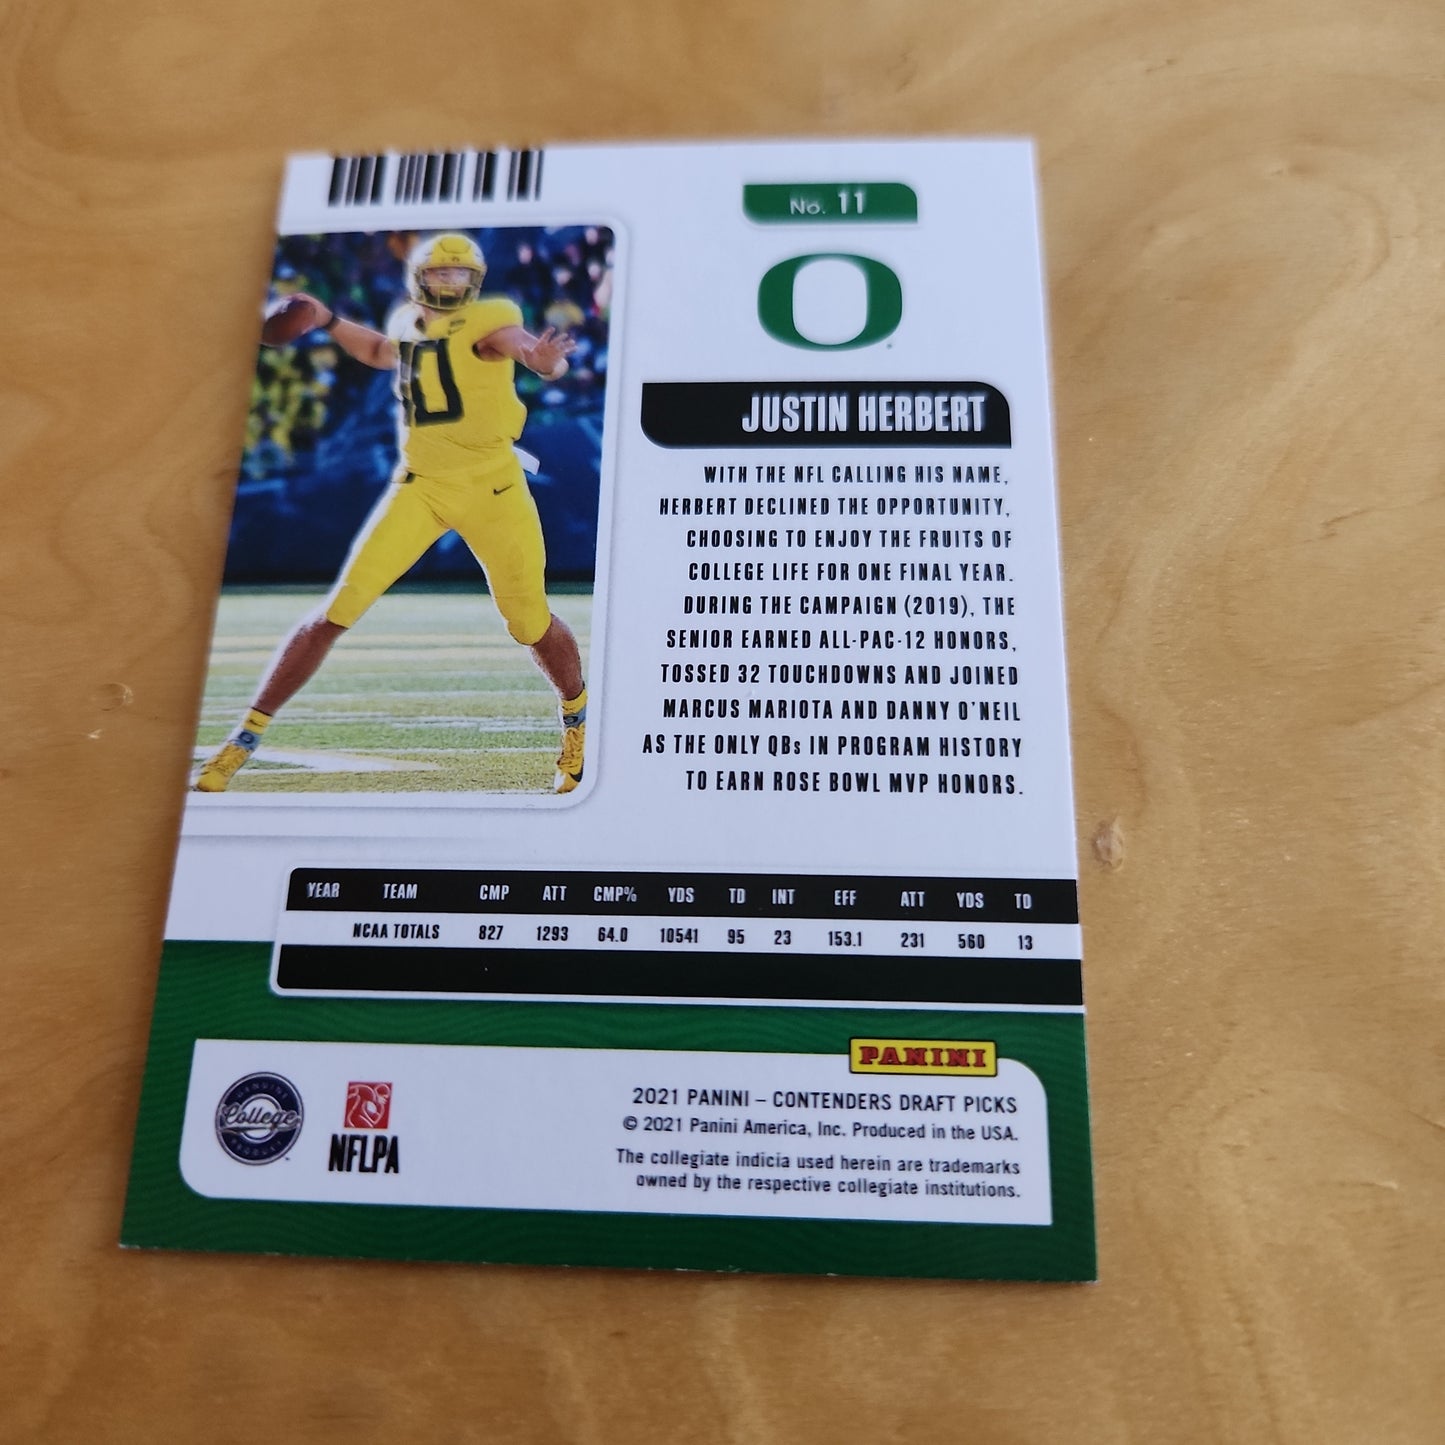 No. 11
O
10
JUSTIN HERBERT
WITH THE NFL CALLING HIS NAME,
HERBERT DECLINED THE OPPORTUNITY,
CHOOSING TO ENJOY THE FRUITS OF
COLLEGE LIFE FOR ONE FINAL YEAR.
DURING THE CAMPAIGN (2019), THE
SENIOR EARNED ALL-PAC-12 HONORS,
TOSSED 32 TOUCHDOWNS AND JOINED
MARCUS MARIOTA AND DANNY O'NEIL
AS THE ONLY QBs IN PROGRAM HISTORY
TO EARN ROSE BOWL MVP HONORS.
YEAR TEAM CMP ATT CMP% YDS TD INT EFF ATT YDS TD
NCAA TOTALS 827 1293 64.0 10541 95 23 153.1 231 560 13
PANINI
2021 PANINI – CONTENDERS DRAFT PICKS
© 2021 Panini America, Inc. Produced in the USA.
The collegiate indicia used herein are trademarks
owned by the respective collegiate institutions.
GENUINE
College
PRODUCT
™
NFLPA